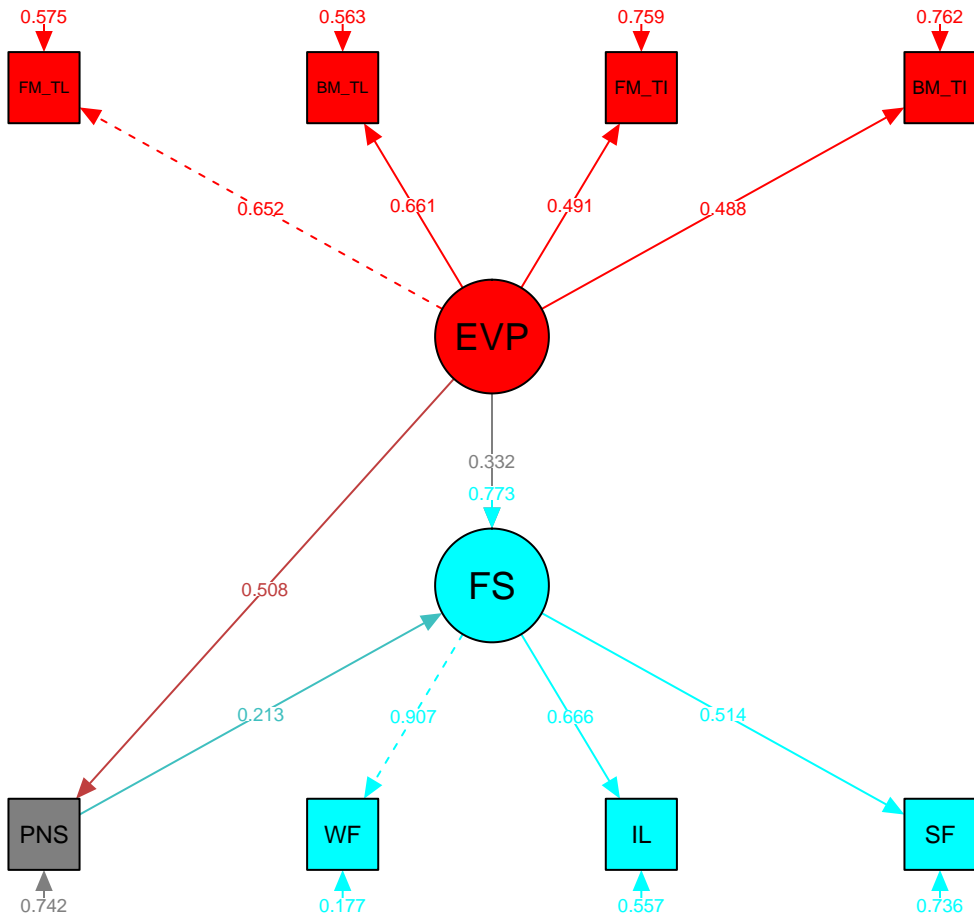 0.575 0.563 0.759 0.762
FM_TL BM_TL FM_TI BM_TI
0.652 0.661 0.491 0.488
EVP
0.332
0.773
FS
0.508
0.213 0.907 0.666 0.514
PNS WF IL SF
0.742 0.177 0.557 0.736